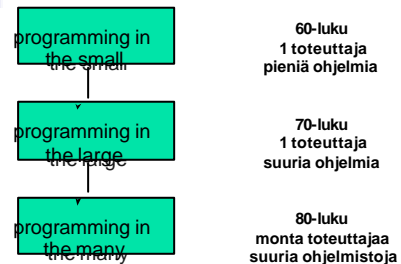 programming in
the small
60-luku
1 toteuttaja
pieniä ohjelmia
programming in
the large
70-luku
1 toteuttaja
suuria ohjelmia
programming in
the many
80-luku
monta toteuttajaa
suuria ohjelmistoja